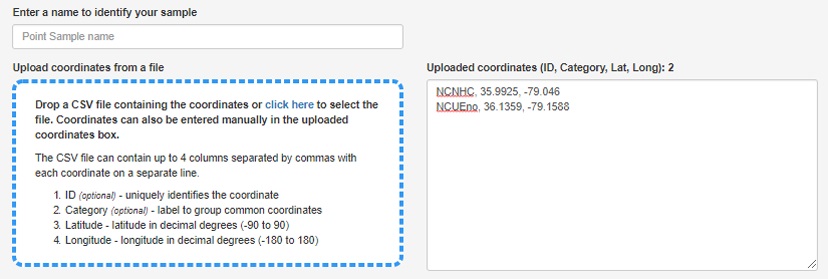 Enter a name to identify your sample
Point Sample name
Upload coordinates from a file
Drop a CSV file containing the coordinates or click here to select the
file. Coordinates can also be entered manually in the uploaded
coordinates box.
The CSV file can contain up to 4 columns separated by commas with
each coordinate on a separate line.
1. ID (optional) - uniquely identifies the coordinate
2. Category (optional) - label to group common coordinates
3. Latitude - latitude in decimal degrees (-90 to 90)
4. Longitude - longitude in decimal degrees (-180 to 180)
Uploaded coordinates (ID, Category, Lat, Long): 2
NCNHC, 35.9925, -79.046
NCUEno, 36.1359, -79.1588